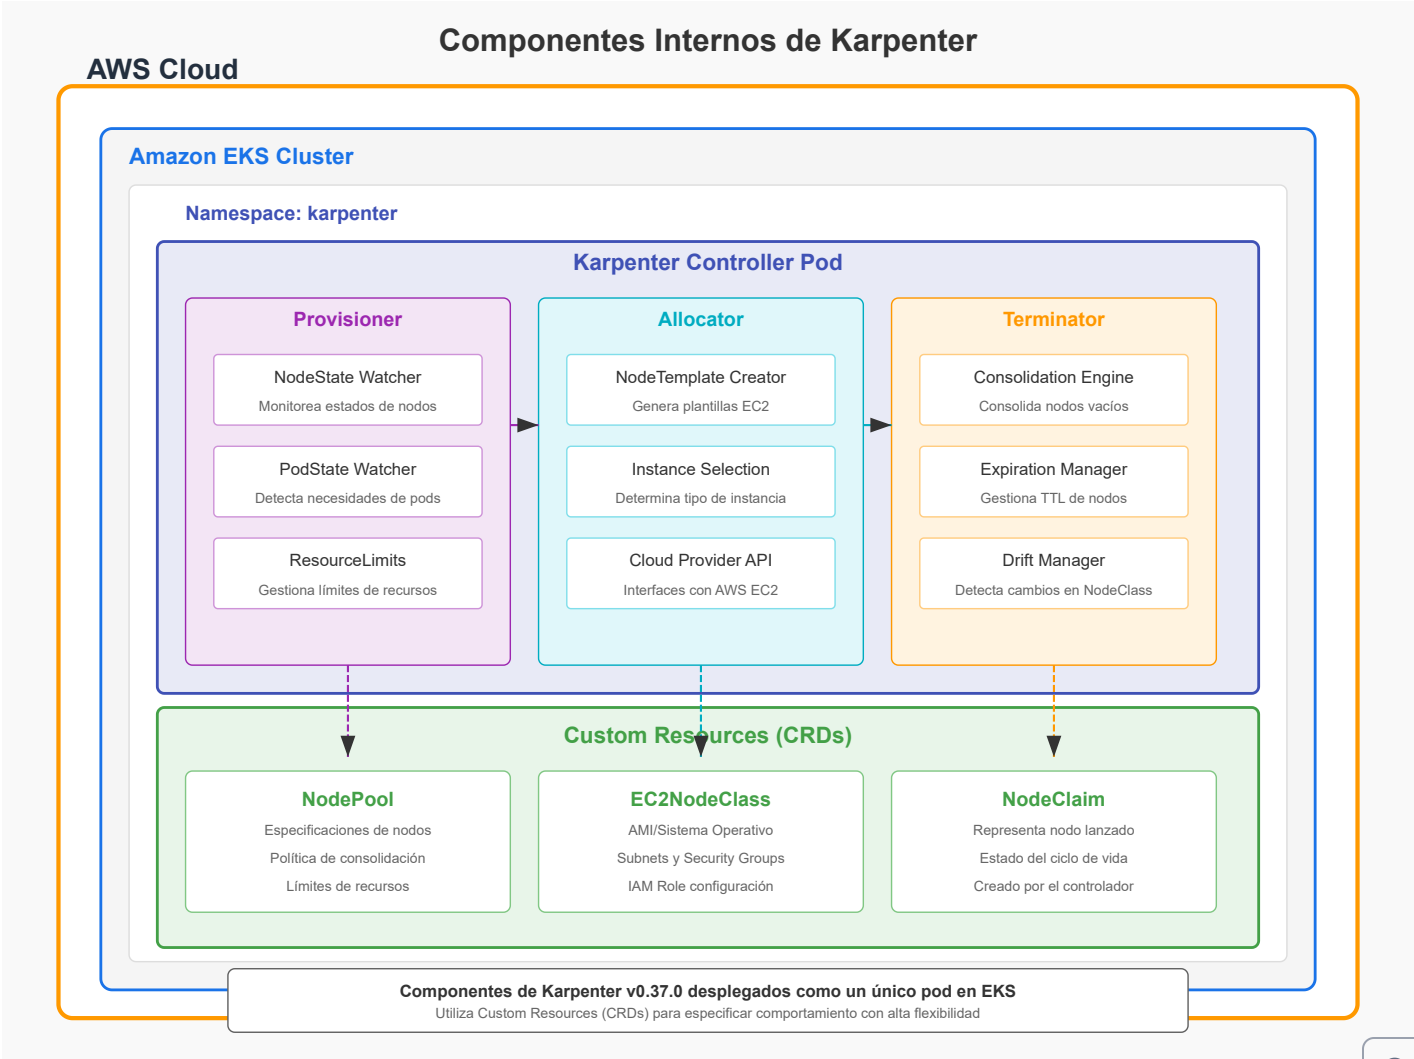 Componentes Internos de Karpenter
AWS Cloud
Amazon EKS Cluster
Namespace: karpenter
Karpenter Controller Pod
Provisioner
NodeState Watcher
Monitorea estados de nodos
PodState Watcher
Detecta necesidades de pods
ResourceLimits
Gestiona límites de recursos
Allocator
NodeTemplate Creator
Genera plantillas EC2
Instance Selection
Determina tipo de instancia
Cloud Provider API
Interfaces con AWS EC2
Terminator
Consolidation Engine
Consolida nodos vacíos
Expiration Manager
Gestiona TTL de nodos
Drift Manager
Detecta cambios en NodeClass
Custom Resources (CRDs)
NodePool
Especificaciones de nodos
Política de consolidación
Límites de recursos
EC2NodeClass
AMI/Sistema Operativo
Subnets y Security Groups
IAM Role configuración
NodeClaim
Representa nodo lanzado
Estado del ciclo de vida
Creado por el controlador
Componentes de Karpenter v0.37.0 desplegados como un único pod en EKS
Utiliza Custom Resources (CRDs) para especificar comportamiento con alta flexibilidad